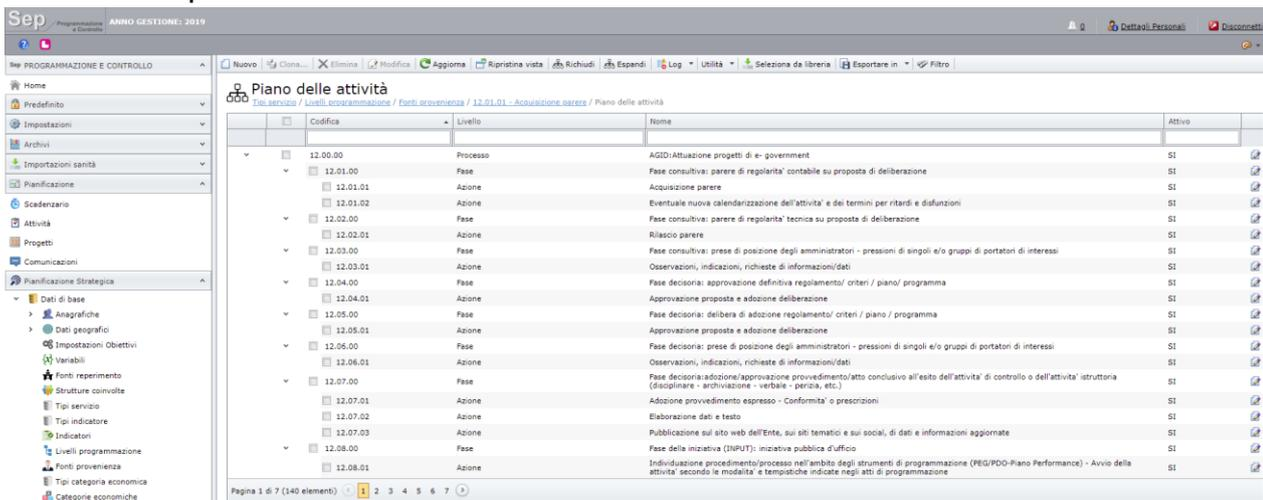 Sep Programmazione e Controllo ANNO GESTIONE: 2019
0 Dettagli Personali Disconnetti
Sep PROGRAMMAZIONE E CONTROLLO
Home
Predefinito
Impostazioni
Archivi
Importazioni sanità
Pianificazione
Scadenzario
Attività
Progetti
Comunicazioni
Pianificazione Strategica
Dati di base
Anagrafiche
Dati geografici
Impostazioni Obiettivi
Variabili
Fonti reperimento
Strutture coinvolte
Tipi servizio
Tipi indicatore
Indicatori
Livelli programmazione
Fonti provenienza
Tipi categoria economica
Categorie economiche
Nuovo Clona... Elimina Modifica Aggiorna Ripristina vista Richiudi Espandi Log Utilità Seleziona da libreria Esportare in Filtro
Piano delle attività
Tipi servizio / Livelli programmazione / Fonti provenienza / 12.01.01 - Acquisizione parere / Piano delle attività
Codifica Livello Nome Attivo
12.00.00 Processo AGID:Attuazione progetti di e- government SI
12.01.00 Fase Fase consultiva: parere di regolarita' contabile su proposta di deliberazione SI
12.01.01 Azione Acquisizione parere SI
12.01.02 Azione Eventuale nuova calendarizzazione dell'attivita' e dei termini per ritardi e disfunzioni SI
12.02.00 Fase Fase consultiva: parere di regolarita' tecnica su proposta di deliberazione SI
12.02.01 Azione Rilascio parere SI
12.03.00 Fase Fase consultiva: prese di posizione degli amministratori - pressioni di singoli e/o gruppi di portatori di interessi SI
12.03.01 Azione Osservazioni, indicazioni, richieste di informazioni/dati SI
12.04.00 Fase Fase decisoria: approvazione definitiva regolamento/ criteri / piano/ programma SI
12.04.01 Azione Approvazione proposta e adozione deliberazione SI
12.05.00 Fase Fase decisoria: delibera di adozione regolamento/ criteri / piano / programma SI
12.05.01 Azione Approvazione proposta e adozione deliberazione SI
12.06.00 Fase Fase decisoria: prese di posizione degli amministratori - pressioni di singoli e/o gruppi di portatori di interessi SI
12.06.01 Azione Osservazioni, indicazioni, richieste di informazioni/dati SI
12.07.00 Fase Fase decisoria:adozione/approvazione provvedimento/atto conclusivo all'esito dell'attivita' di controllo o dell'attivita' istruttoria SI
(disciplinare - archiviazione - verbale - perizia, etc.)
12.07.01 Azione Adozione provvedimento espresso - Conformita' o prescrizioni SI
12.07.02 Azione Elaborazione dati e testo SI
12.07.03 Azione Pubblicazione sul sito web dell'Ente, sui siti tematici e sui social, di dati e informazioni aggiornate SI
12.08.00 Fase Fase della iniziativa (INPUT): iniziativa pubblica d'ufficio SI
12.08.01 Azione Individuazione procedimento/processo nell'ambito degli strumenti di programmazione (PEG/PDO-Piano Performance) - Avvio della SI
attivita' secondo le modalita' e tempistiche indicate negli atti di programmazione
Pagina 1 di 7 (140 elementi) 1 2 3 4 5 6 7